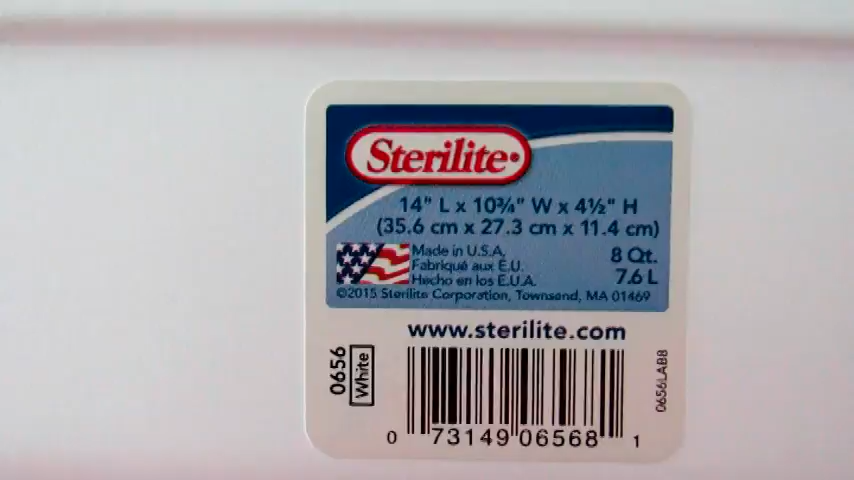 Sterilite®
14" L x 10¾" W x 4½" H
(35.6 cm x 27.3 cm x 11.4 cm)
Made in U.S.A.
Fabriqué aux E.U.
Hecho en los E.U.A.
8 Qt.
7.6 L
©2015 Sterilite Corporation, Townsend, MA 01469
www.sterilite.com
0656
White
0656LAB8
0 73149 06568 1